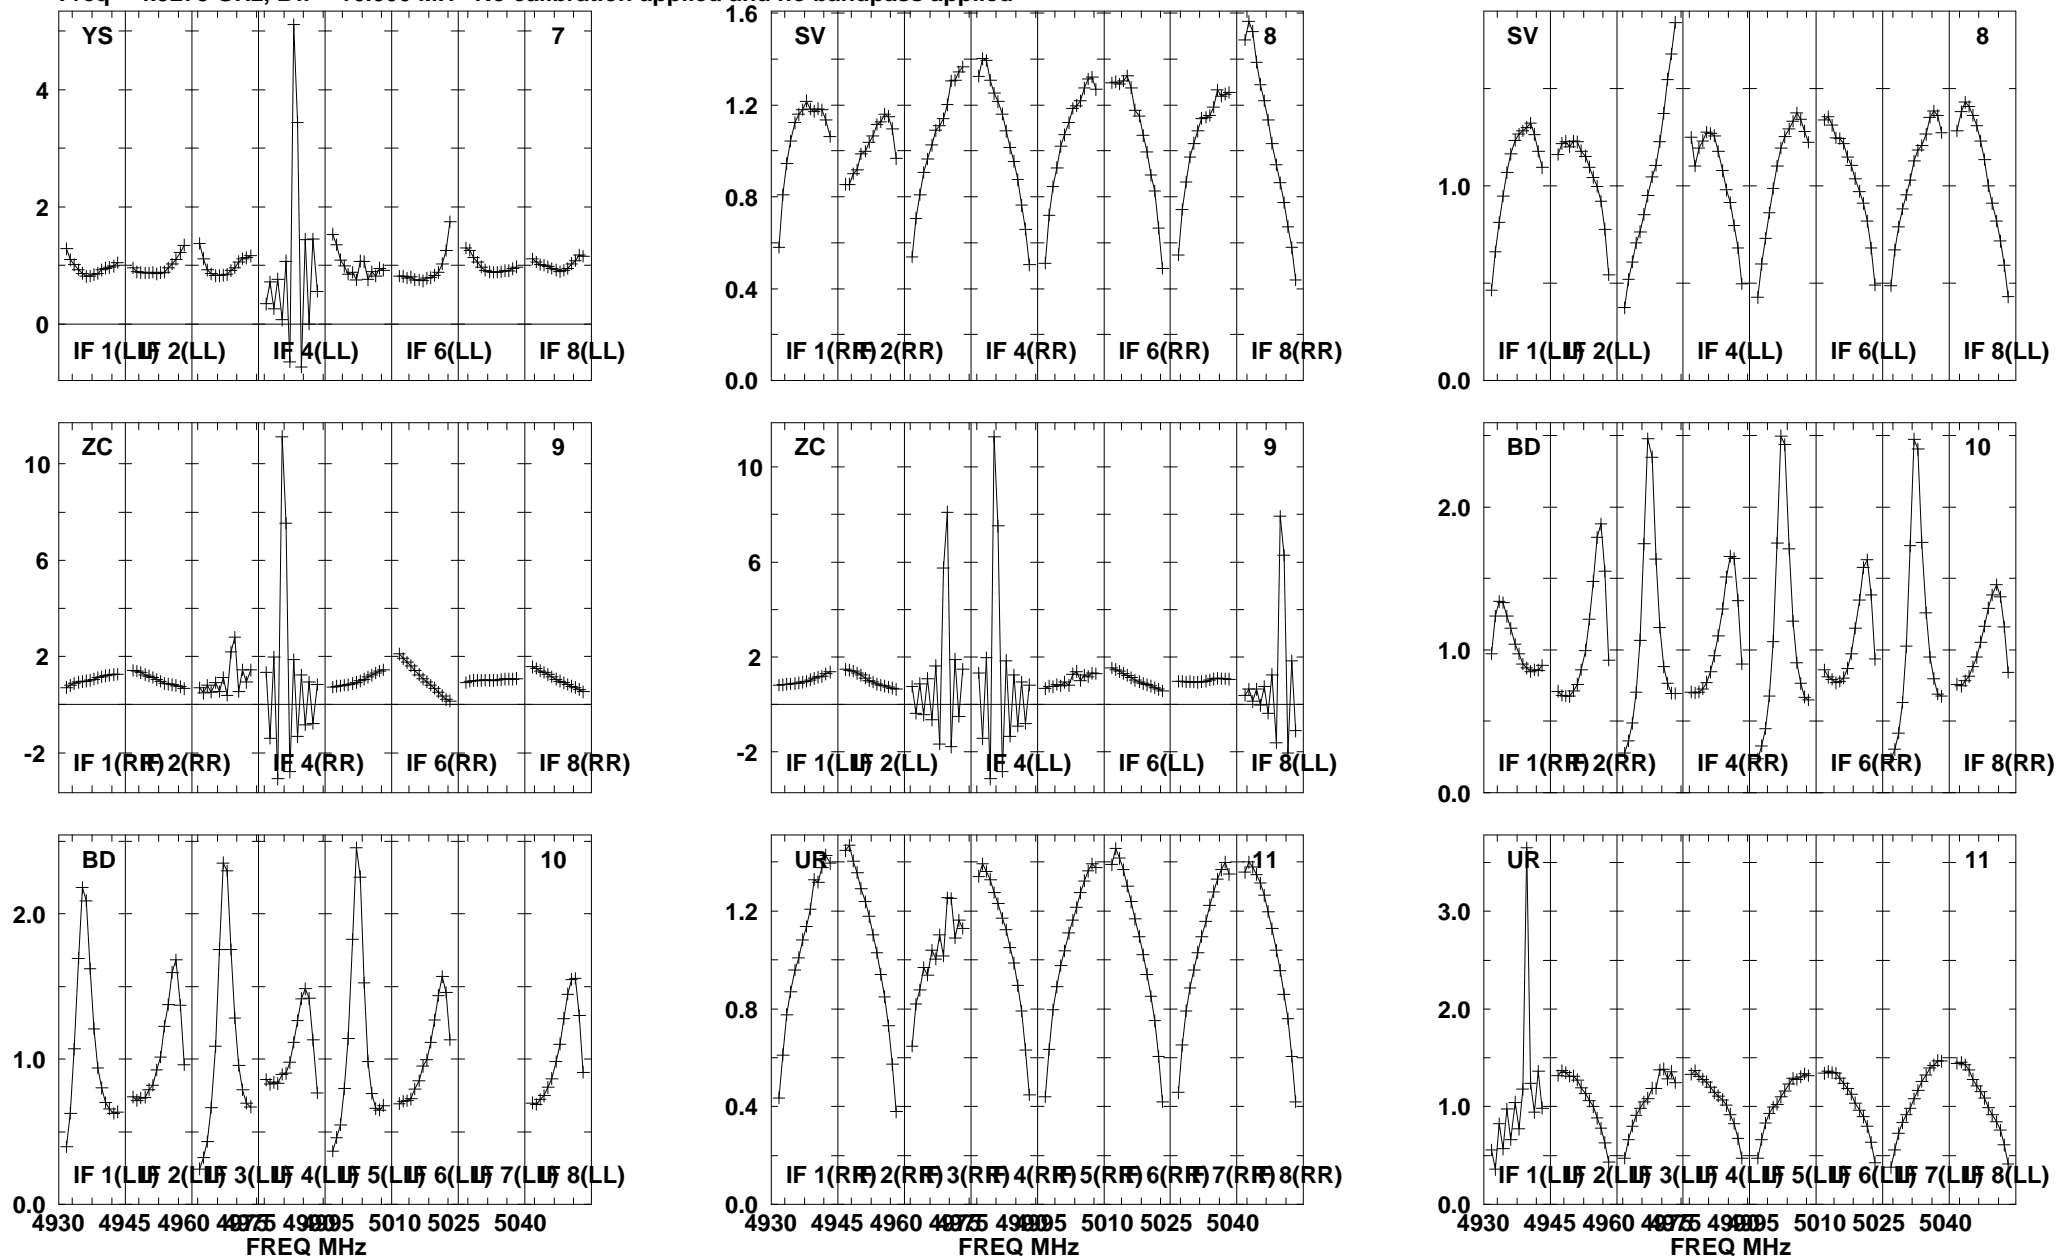 YS 7
4
2
0
IF 1(LL) IF 2(LL) IF 4(LL) IF 6(LL) IF 8(LL)
SV 8
1.6
1.2
0.8
0.4
0.0
IF 1(RR) IF 2(RR) IF 4(RR) IF 6(RR) IF 8(RR)
SV 8
1.0
0.0
IF 1(LL) IF 2(LL) IF 4(LL) IF 6(LL) IF 8(LL)
ZC 9
10
6
2
-2
IF 1(RR) IF 2(RR) IF 4(RR) IF 6(RR) IF 8(RR)
ZC 9
10
6
2
-2
IF 1(LL) IF 2(LL) IF 4(LL) IF 6(LL) IF 8(LL)
BD 10
2.0
1.0
0.0
IF 1(RR) IF 2(RR) IF 4(RR) IF 6(RR) IF 8(RR)
BD 10
2.0
1.0
0.0
IF 1(LL) IF 2(LL) IF 3(LL) IF 4(LL) IF 5(LL) IF 6(LL) IF 7(LL) IF 8(LL)
4930 4945 4960 4975 4990 4995 5010 5025 5040
FREQ MHz
UR 11
1.2
0.8
0.4
0.0
IF 1(RR) IF 2(RR) IF 3(RR) IF 4(RR) IF 5(RR) IF 6(RR) IF 7(RR) IF 8(RR)
4930 4945 4960 4975 4990 4995 5010 5025 5040
FREQ MHz
UR 11
3.0
2.0
1.0
0.0
IF 1(LL) IF 2(LL) IF 3(LL) IF 4(LL) IF 5(LL) IF 6(LL) IF 7(LL) IF 8(LL)
4930 4945 4960 4975 4990 4995 5010 5025 5040
FREQ MHz